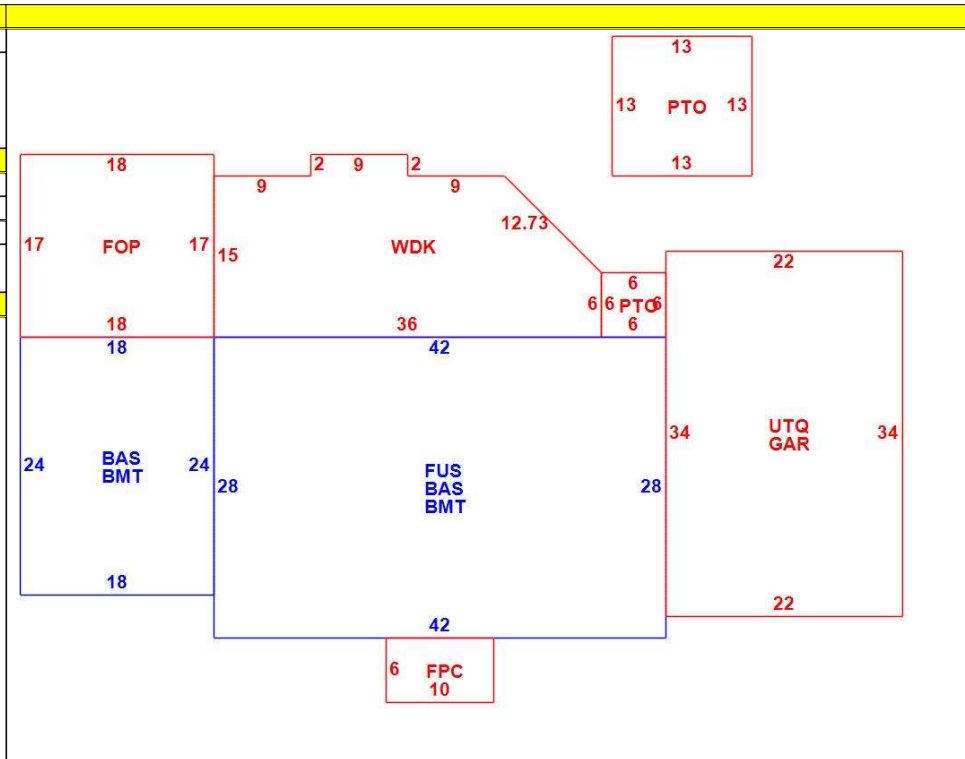 13
13 PTO 13
13
18
2 9 2
9 9
12.73
17 FOP 17
15 WDK
22
6
6 6 PTO 6
6
18
36
18
42
34 UTQ 34
GAR
24 BAS 24
BMT
28 FUS 28
BAS
BMT
18
22
42
6 FPC
10